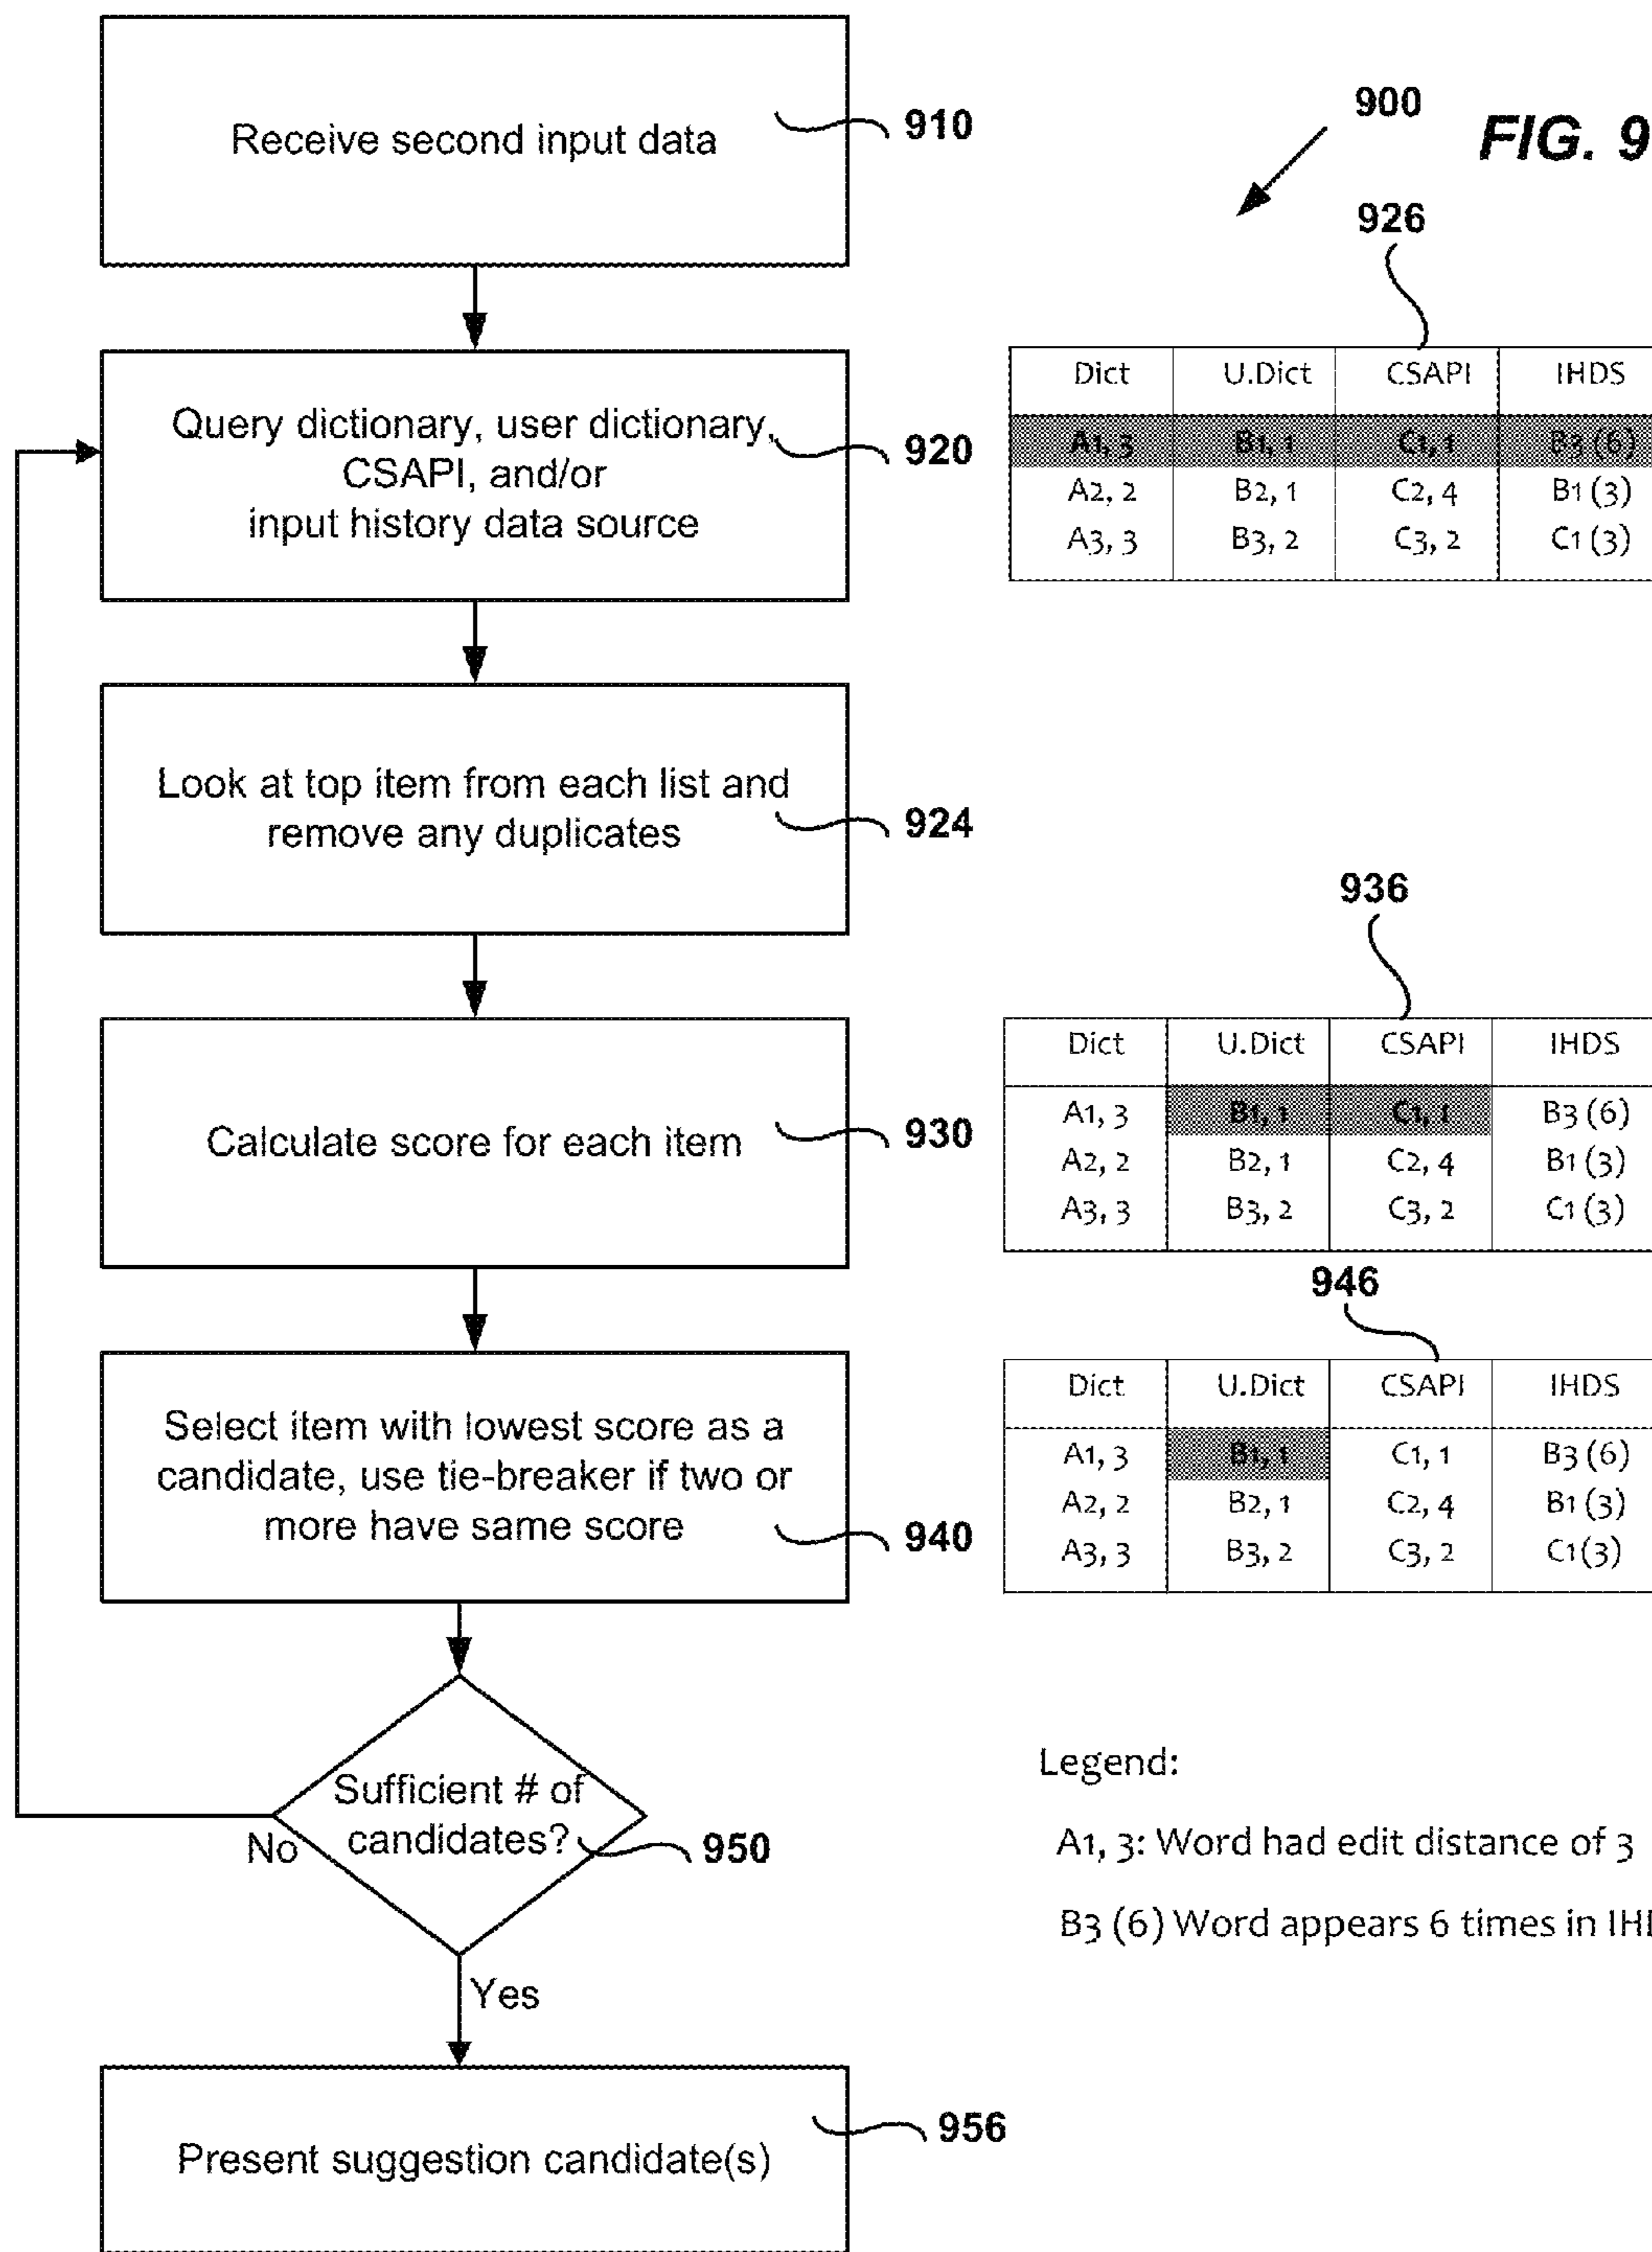 Receive second input data
910
900
FIG. 9
Query dictionary, user dictionary,
CSAPI, and/or
input history data source
920
926
Dict U.Dict CSAPI IHDS
A1, 3 B1, 1 C1, 1 B3 (6)
A2, 2 B2, 1 C2, 4 B1 (3)
A3, 3 B3, 2 C3, 2 C1 (3)
Look at top item from each list and
remove any duplicates
924
Calculate score for each item
930
936
Dict U.Dict CSAPI IHDS
A1, 3 B1, 1 C1, 1 B3 (6)
A2, 2 B2, 1 C2, 4 B1 (3)
A3, 3 B3, 2 C3, 2 C1 (3)
Select item with lowest score as a
candidate, use tie-breaker if two or
more have same score
940
946
Dict U.Dict CSAPI IHDS
A1, 3 B1, 1 C1, 1 B3 (6)
A2, 2 B2, 1 C2, 4 B1 (3)
A3, 3 B3, 2 C3, 2 C1(3)
Sufficient # of
candidates?
950
No
Yes
Legend:
A1, 3: Word had edit distance of 3
B3 (6) Word appears 6 times in
Present suggestion candidate(s)
956